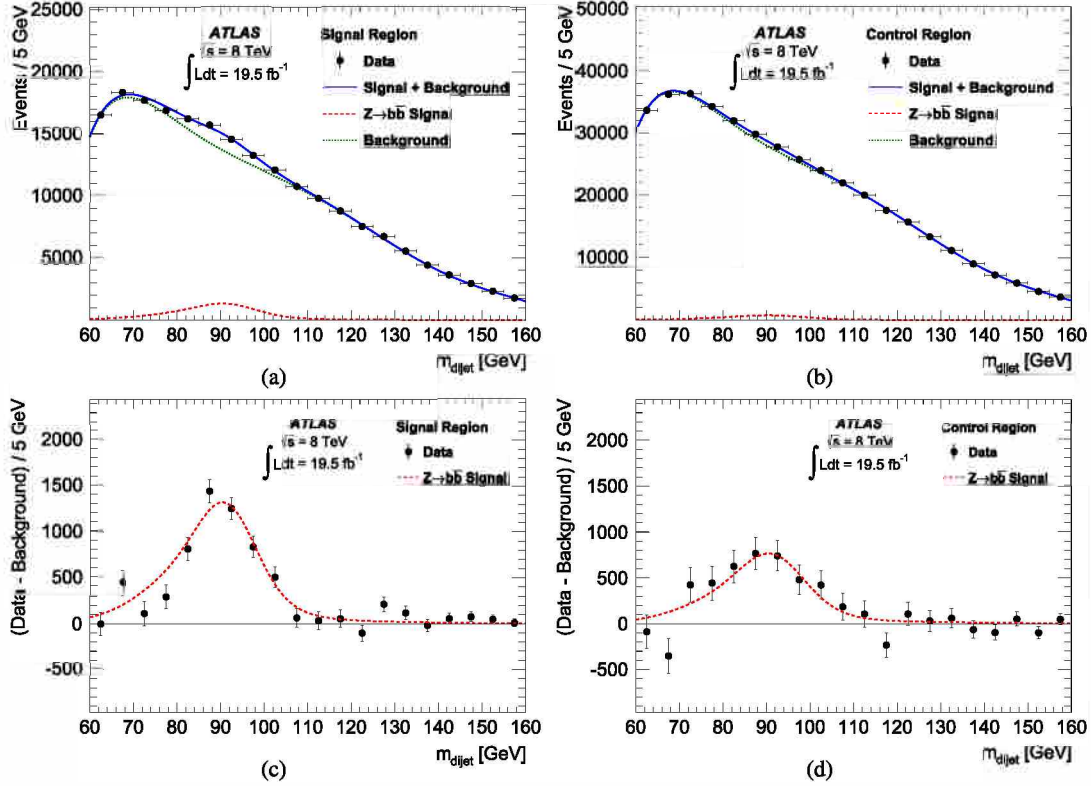 Events / 5 GeV
25000
20000
15000
10000
5000
ATLAS
√s = 8 TeV
∫ Ldt = 19.5 fb⁻¹
Signal Region
Data
Signal + Background
Z→bb̄ Signal
Background
60 70 80 90 100 110 120 130 140 150 160
m_dijet [GeV]
(a)
Events / 5 GeV
50000
40000
30000
20000
10000
ATLAS
√s = 8 TeV
∫ Ldt = 19.5 fb⁻¹
Control Region
Data
Signal + Background
Z→bb̄ Signal
Background
60 70 80 90 100 110 120 130 140 150 160
m_dijet [GeV]
(b)
(Data - Background) / 5 GeV
2000
1500
1000
500
0
-500
ATLAS
√s = 8 TeV
∫ Ldt = 19.5 fb⁻¹
Signal Region
Data
Z→bb̄ Signal
60 70 80 90 100 110 120 130 140 150 160
m_dijet [GeV]
(c)
(Data - Background) / 5 GeV
2000
1500
1000
500
0
-500
ATLAS
√s = 8 TeV
∫ Ldt = 19.5 fb⁻¹
Control Region
Data
Z→bb̄ Signal
60 70 80 90 100 110 120 130 140 150 160
m_dijet [GeV]
(d)